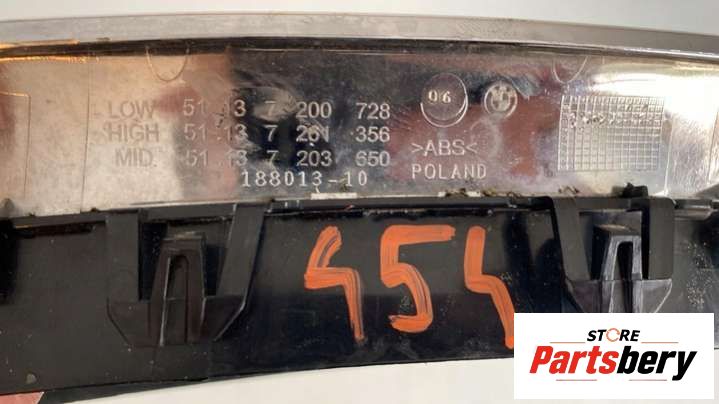 LOW 51 13 7 200 728
HIGH 51 13 7 261 356
MID. 51 13 7 203 650
188013-10
06
BMW
>ABS<
POLAND
454
STORE
Partsbery